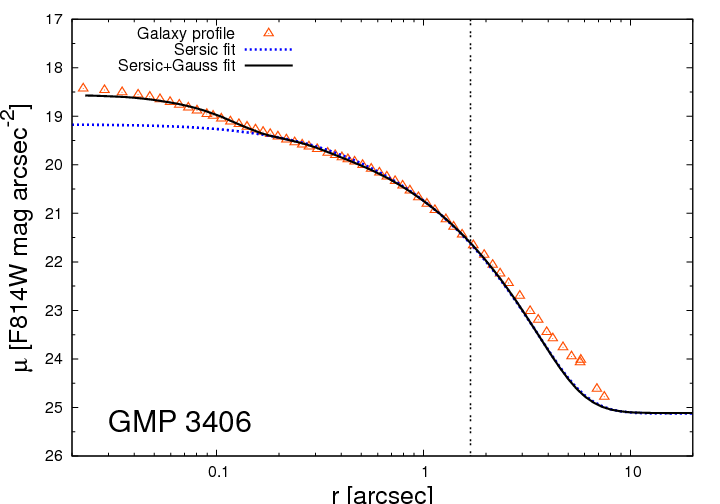 17
18
19
20
21
22
23
24
25
26
μ [F814W mag arcsec⁻²]
Galaxy profile
Sersic fit
Sersic+Gauss fit
GMP 3406
0.1
1
10
r [arcsec]